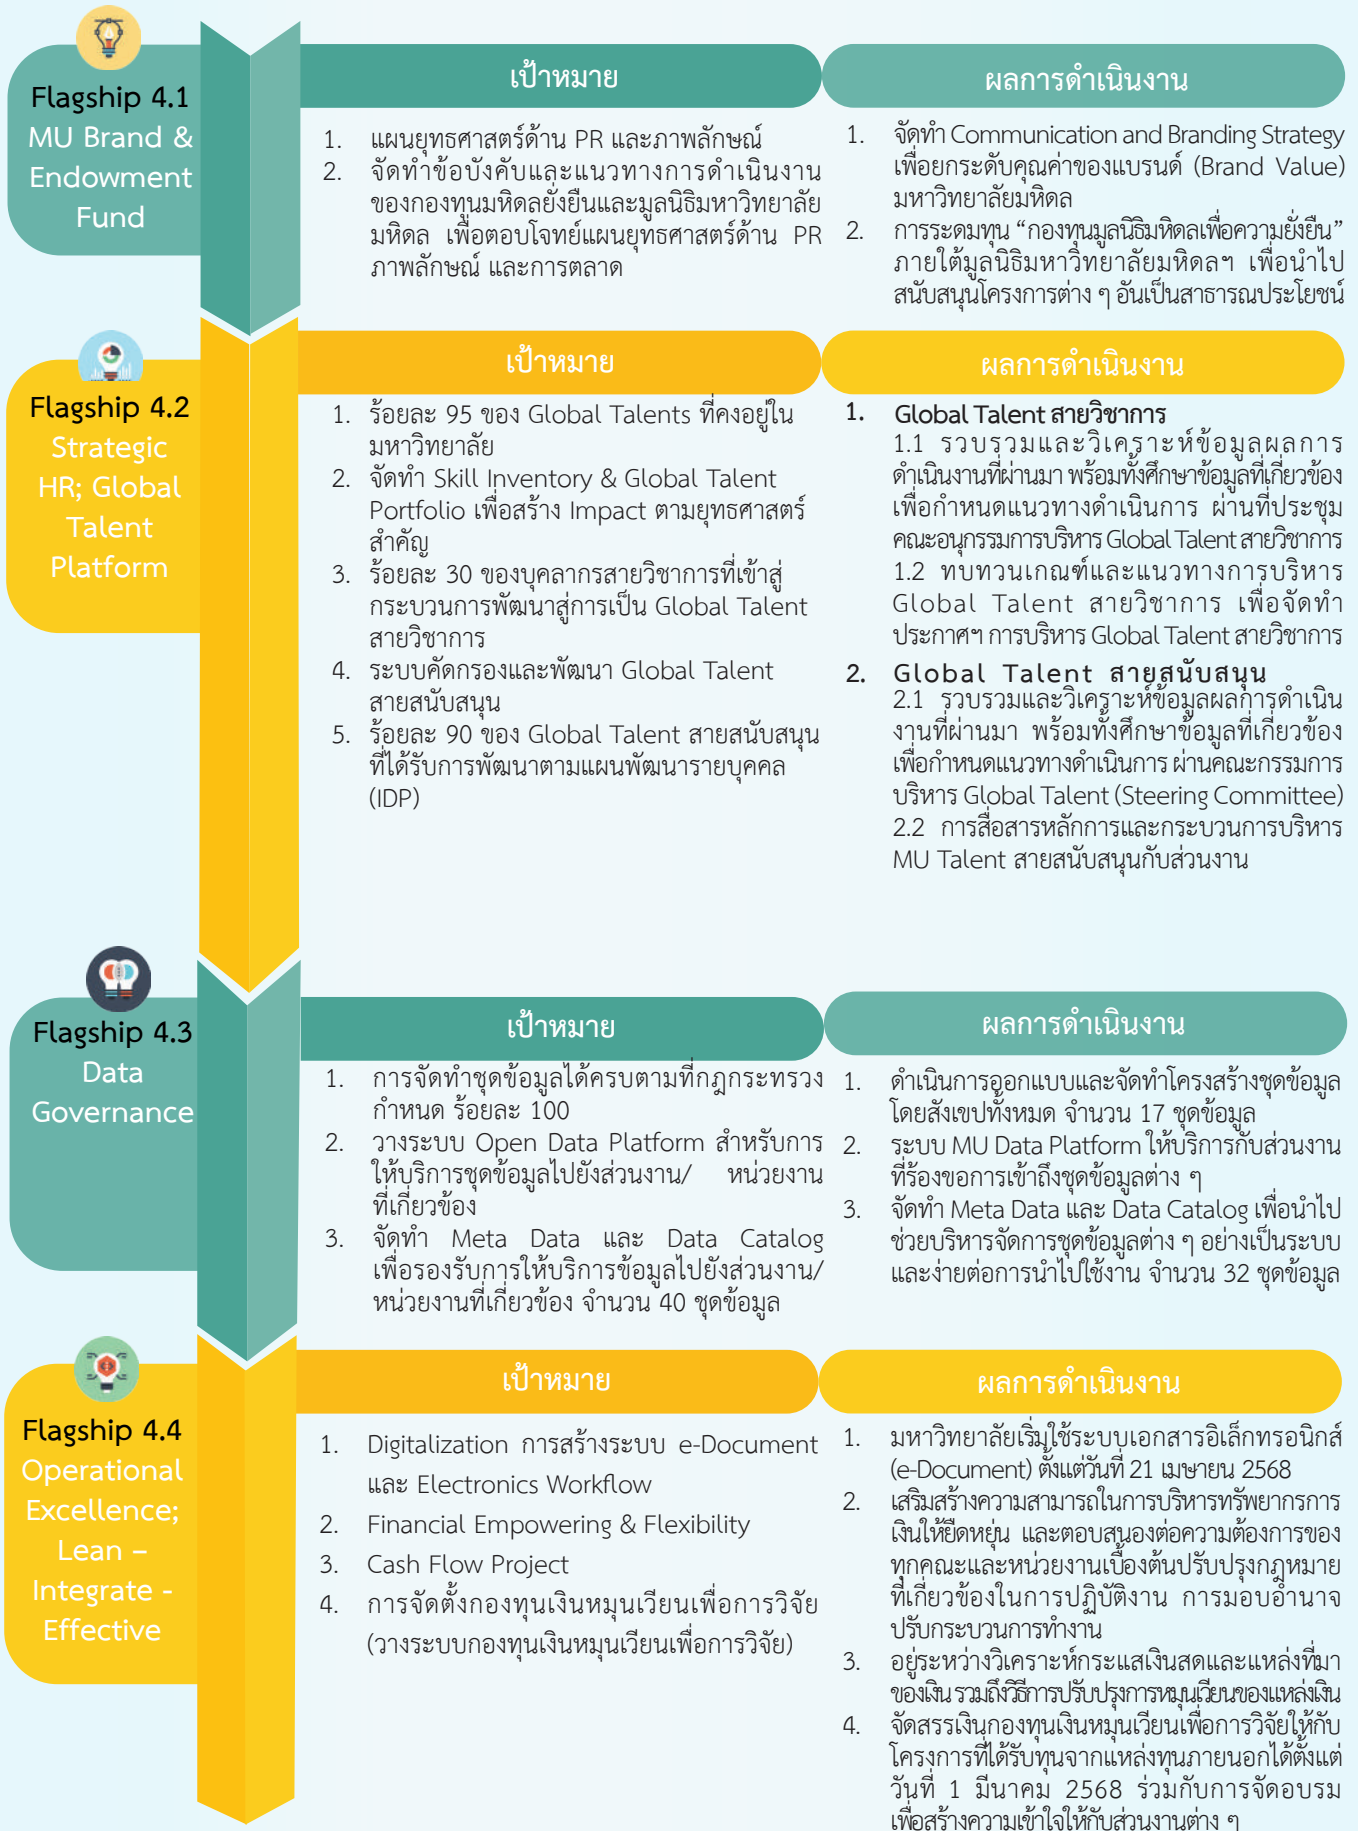 Flagship 4.1
MU Brand &
Endowment
Fund
เป้าหมาย
1. แผนยุทธศาสตร์ด้าน PR และภาพลักษณ์
2. จัดทำข้อบังคับและแนวทางการดำเนินงาน
ของกองทุนมหิดลยั่งยืนและมูลนิธิมหาวิทยาลัย
มหิดล เพื่อตอบโจทย์แผนยุทธศาสตร์ด้าน PR
ภาพลักษณ์ และการตลาด
ผลการดำเนินงาน
1. จัดทำ Communication and Branding Strategy
เพื่อยกระดับคุณค่าของแบรนด์ (Brand Value)
มหาวิทยาลัยมหิดล
2. การระดมทุน “กองทุนมูลนิธิมหิดลเพื่อความยั่งยืน”
ภายใต้มูลนิธิมหาวิทยาลัยมหิดลฯ เพื่อนำไป
สนับสนุนโครงการต่าง ๆ อันเป็นสาธารณประโยชน์
Flagship 4.2
Strategic
HR; Global
Talent
Platform
เป้าหมาย
1. ร้อยละ 95 ของ Global Talents ที่คงอยู่ใน
มหาวิทยาลัย
2. จัดทำ Skill Inventory & Global Talent
Portfolio เพื่อสร้าง Impact ตามยุทธศาสตร์
สำคัญ
3. ร้อยละ 30 ของบุคลากรสายวิชาการที่เข้าสู่
กระบวนการพัฒนาสู่การเป็น Global Talent
สายวิชาการ
4. ระบบคัดกรองและพัฒนา Global Talent
สายสนับสนุน
5. ร้อยละ 90 ของ Global Talent สายสนับสนุน
ที่ได้รับการพัฒนาตามแผนพัฒนารายบุคคล
(IDP)
ผลการดำเนินงาน
1. Global Talent สายวิชาการ
1.1 รวบรวมและวิเคราะห์ข้อมูลผลการ
ดำเนินงานที่ผ่านมา พร้อมทั้งศึกษาข้อมูลที่เกี่ยวข้อง
เพื่อกำหนดแนวทางดำเนินการ ผ่านที่ประชุม
คณะอนุกรรมการบริหาร Global Talent สายวิชาการ
1.2 ทบทวนเกณฑ์และแนวทางการบริหาร
Global Talent สายวิชาการ เพื่อจัดทำ
ประกาศฯ การบริหาร Global Talent สายวิชาการ
2. Global Talent สายสนับสนุน
2.1 รวบรวมและวิเคราะห์ข้อมูลผลการดำเนิน
งานที่ผ่านมา พร้อมทั้งศึกษาข้อมูลที่เกี่ยวข้อง
เพื่อกำหนดแนวทางดำเนินการ ผ่านคณะกรรมการ
บริหาร Global Talent (Steering Committee)
2.2 การสื่อสารหลักการและกระบวนการบริหาร
MU Talent สายสนับสนุนกับส่วนงาน
Flagship 4.3
Data
Governance
เป้าหมาย
1. การจัดทำชุดข้อมูลได้ครบตามที่กฎกระทรวง
กำหนด ร้อยละ 100
2. วางระบบ Open Data Platform สำหรับการ
ให้บริการชุดข้อมูลไปยังส่วนงาน/ หน่วยงาน
ที่เกี่ยวข้อง
3. จัดทำ Meta Data และ Data Catalog
เพื่อรองรับการให้บริการข้อมูลไปยังส่วนงาน/
หน่วยงานที่เกี่ยวข้อง จำนวน 40 ชุดข้อมูล
ผลการดำเนินงาน
1. ดำเนินการออกแบบและจัดทำโครงสร้างชุดข้อมูล
โดยสังเขปทั้งหมด จำนวน 17 ชุดข้อมูล
2. ระบบ MU Data Platform ให้บริการกับส่วนงาน
ที่ร้องขอการเข้าถึงชุดข้อมูลต่าง ๆ
3. จัดทำ Meta Data และ Data Catalog เพื่อนำไป
ช่วยบริหารจัดการชุดข้อมูลต่าง ๆ อย่างเป็นระบบ
และง่ายต่อการนำไปใช้งาน จำนวน 32 ชุดข้อมูล
Flagship 4.4
Operational
Excellence;
Lean –
Integrate -
Effective
เป้าหมาย
1. Digitalization การสร้างระบบ e-Document
และ Electronics Workflow
2. Financial Empowering & Flexibility
3. Cash Flow Project
4. การจัดตั้งกองทุนเงินหมุนเวียนเพื่อการวิจัย
(วางระบบกองทุนเงินหมุนเวียนเพื่อการวิจัย)
ผลการดำเนินงาน
1. มหาวิทยาลัยเริ่มใช้ระบบเอกสารอิเล็กทรอนิกส์
(e-Document) ตั้งแต่วันที่ 21 เมษายน 2568
2. เสริมสร้างความสามารถในการบริหารทรัพยากรการ
เงินให้ยืดหยุ่น และตอบสนองต่อความต้องการของ
ทุกคณะและหน่วยงานเบื้องต้นปรับปรุงกฎหมาย
ที่เกี่ยวข้องในการปฏิบัติงาน การมอบอำนาจ
ปรับกระบวนการทำงาน
3. อยู่ระหว่างวิเคราะห์กระแสเงินสดและแหล่งที่มา
ของเงิน รวมถึงวิธีการปรับปรุงการหมุนเวียนของแหล่งเงิน
4. จัดสรรเงินกองทุนเงินหมุนเวียนเพื่อการวิจัยให้กับ
โครงการที่ได้รับทุนจากแหล่งทุนภายนอกได้ตั้งแต่
วันที่ 1 มีนาคม 2568 ร่วมกับการจัดอบรม
เพื่อสร้างความเข้าใจให้กับส่วนงานต่าง ๆ